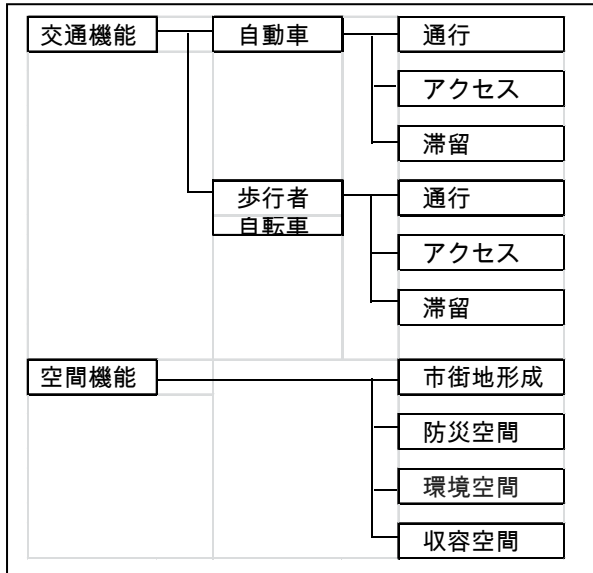 交通機能 自動車 通行
アクセス
滞留
歩行者 通行
自転車
アクセス
滞留
空間機能 市街地形成
防災空間
環境空間
収容空間